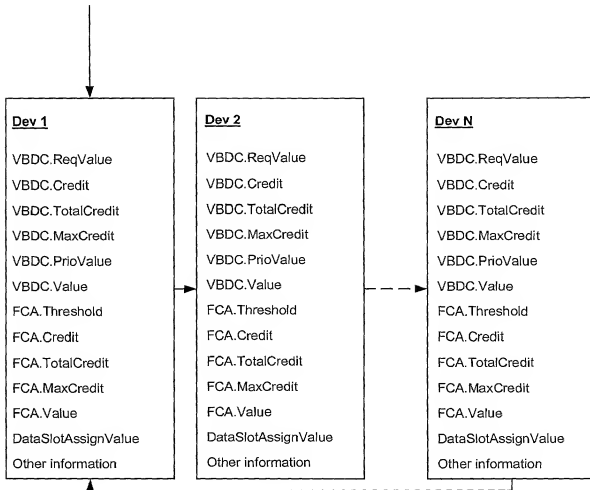 Dev 1
VBDC.ReqValue
VBDC.Credit
VBDC.TotalCredit
VBDC.MaxCredit
VBDC.PrioValue
VBDC.Value
FCA.Threshold
FCA.Credit
FCA.TotalCredit
FCA.MaxCredit
FCA.Value
DataSlotAssignValue
Other information
Dev 2
VBDC.ReqValue
VBDC.Credit
VBDC.TotalCredit
VBDC.MaxCredit
VBDC.PrioValue
VBDC.Value
FCA.Threshold
FCA.Credit
FCA.TotalCredit
FCA.MaxCredit
FCA.Value
DataSlotAssignValue
Other information
Dev N
VBDC.ReqValue
VBDC.Credit
VBDC.TotalCredit
VBDC.MaxCredit
VBDC.PrioValue
VBDC.Value
FCA.Threshold
FCA.Credit
FCA.TotalCredit
FCA.MaxCredit
FCA.Value
DataSlotAssignValue
Other information